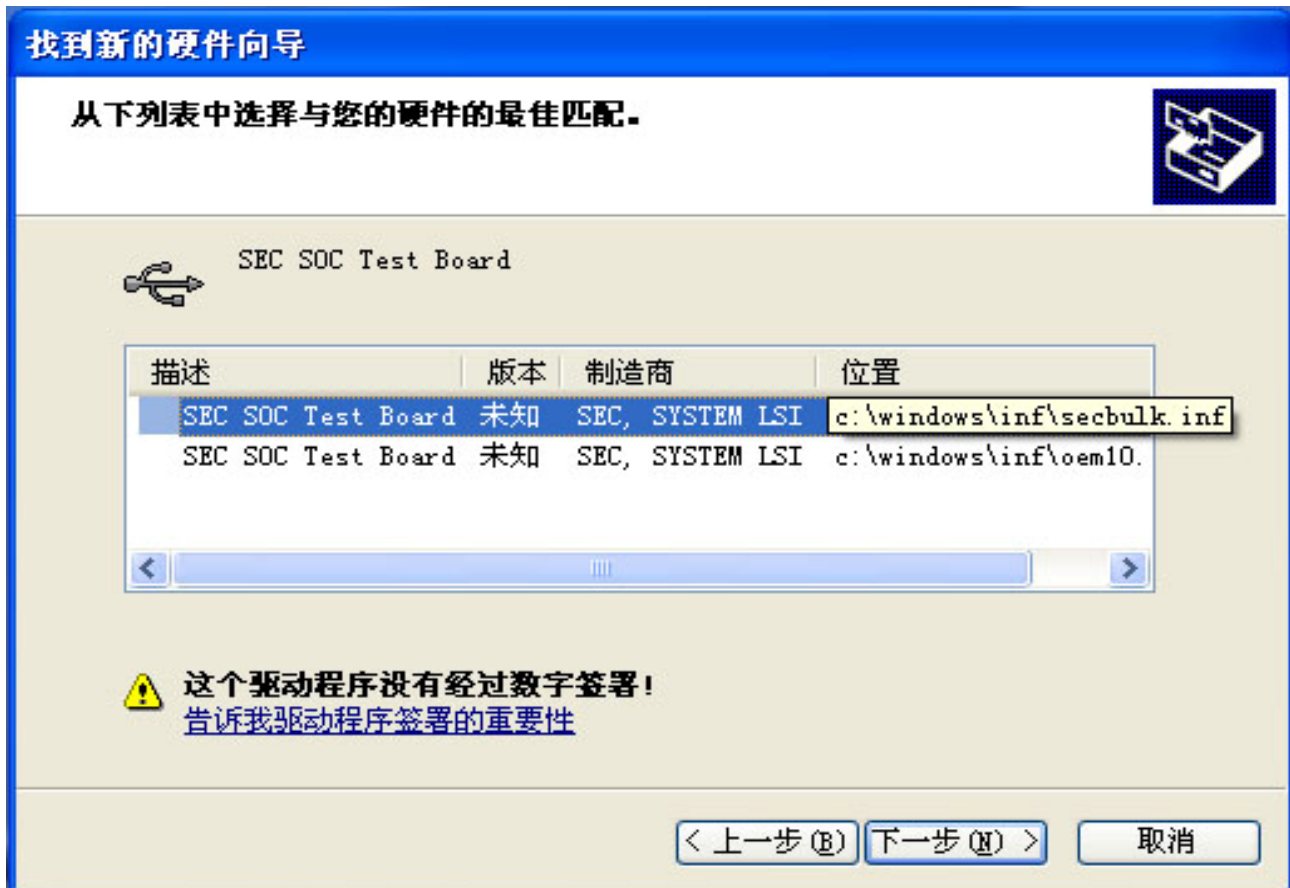 找到新的硬件向导
从下列表中选择与您的硬件的最佳匹配。
SEC SOC Test Board
描述 版本 制造商 位置
SEC SOC Test Board 未知 SEC, SYSTEM LSI c:\windows\inf\secbulk.inf
SEC SOC Test Board 未知 SEC, SYSTEM LSI c:\windows\inf\oem10.
这个驱动程序没有经过数字签署!
告诉我驱动程序签署的重要性
< 上一步(B) 下一步(N) > 取消